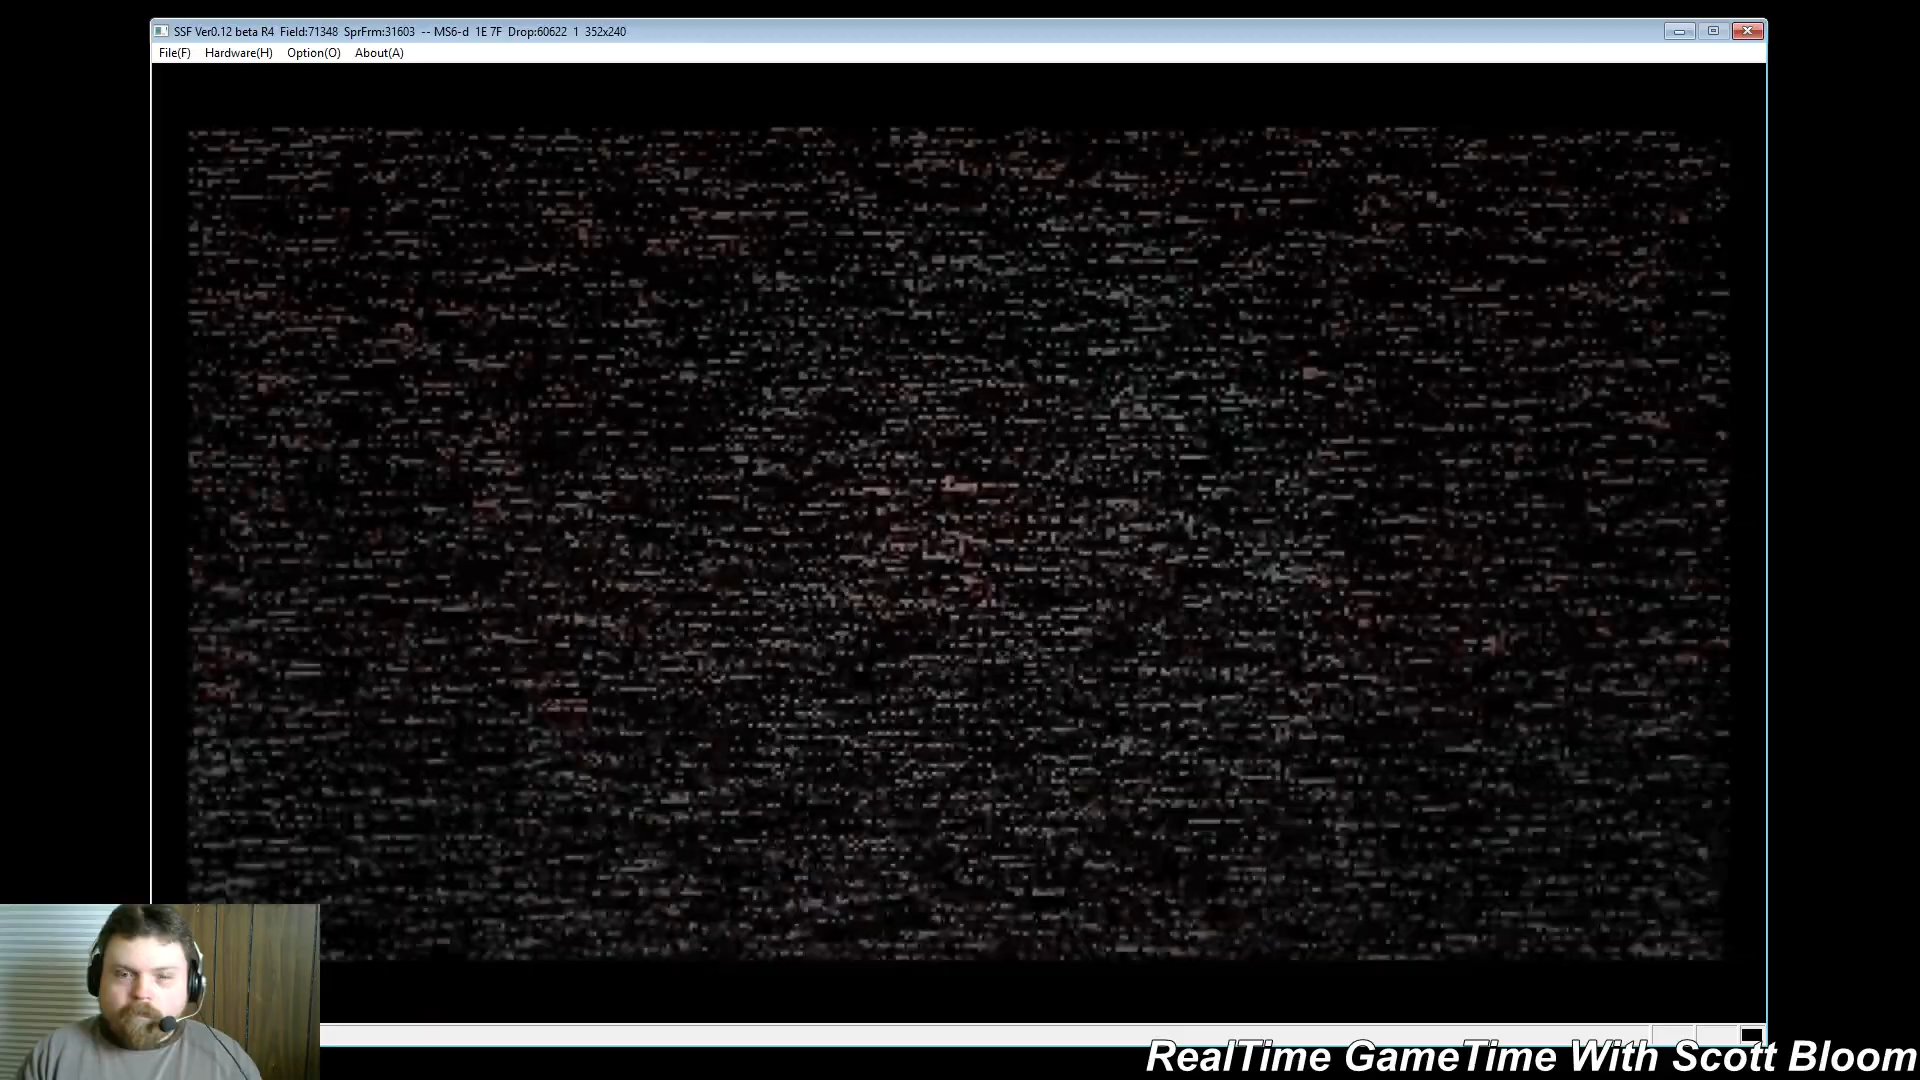 SSF Ver0.12 beta R4 Field:71348 SprFrm:31603 -- MS6-d 1E 7F Drop:60622 1 352x240
File(F) Hardware(H) Option(O) About(A)
RealTime GameTime With Scott Bloom